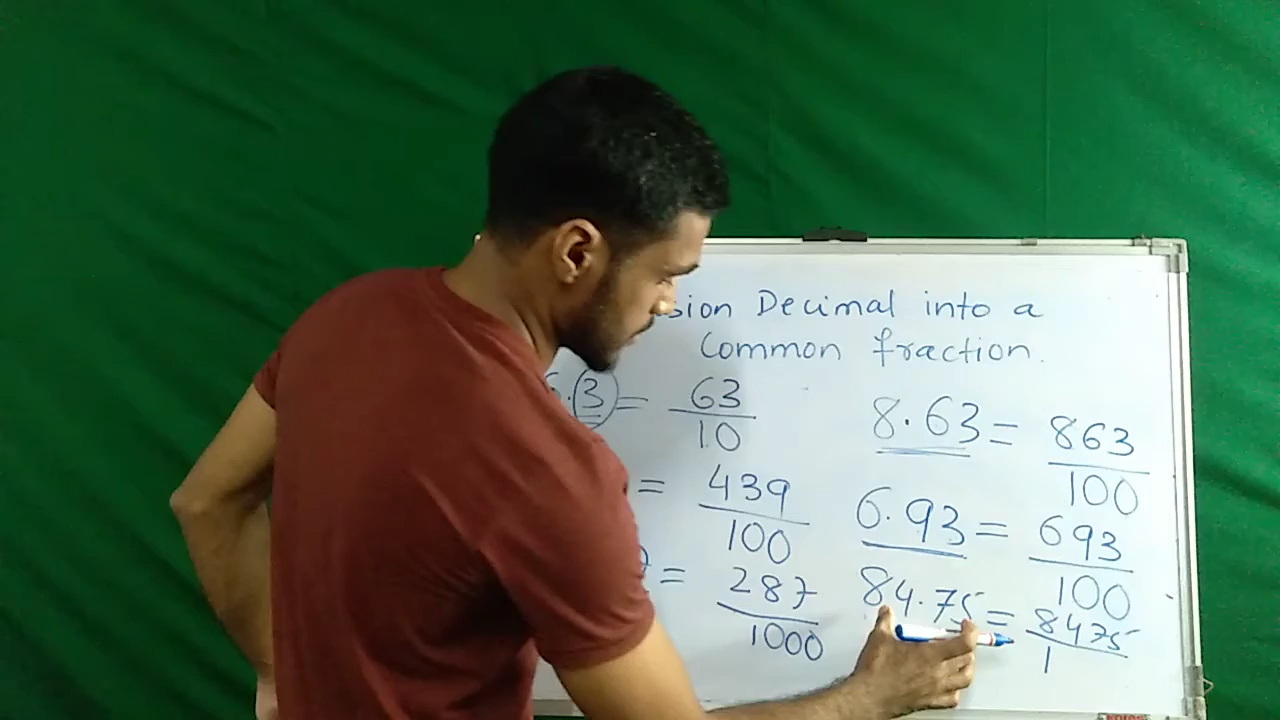 Decimal into a
Common fraction.
.3 = 63/10
8.63 = 863/100
= 439/100
6.93 = 693/100
= 287/1000
84.75 = 8475/1